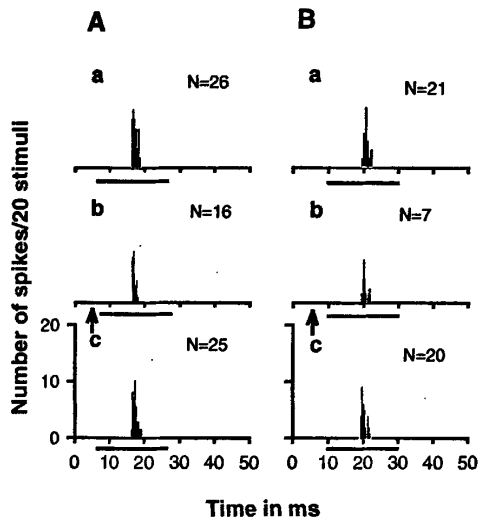 A B
a a
N=26 N=21
b b
N=16 N=7
c c
20
N=25 N=20
10
0
0 10 20 30 40 50 0 10 20 30 40 50
Number of spikes/20 stimuli
Time in ms